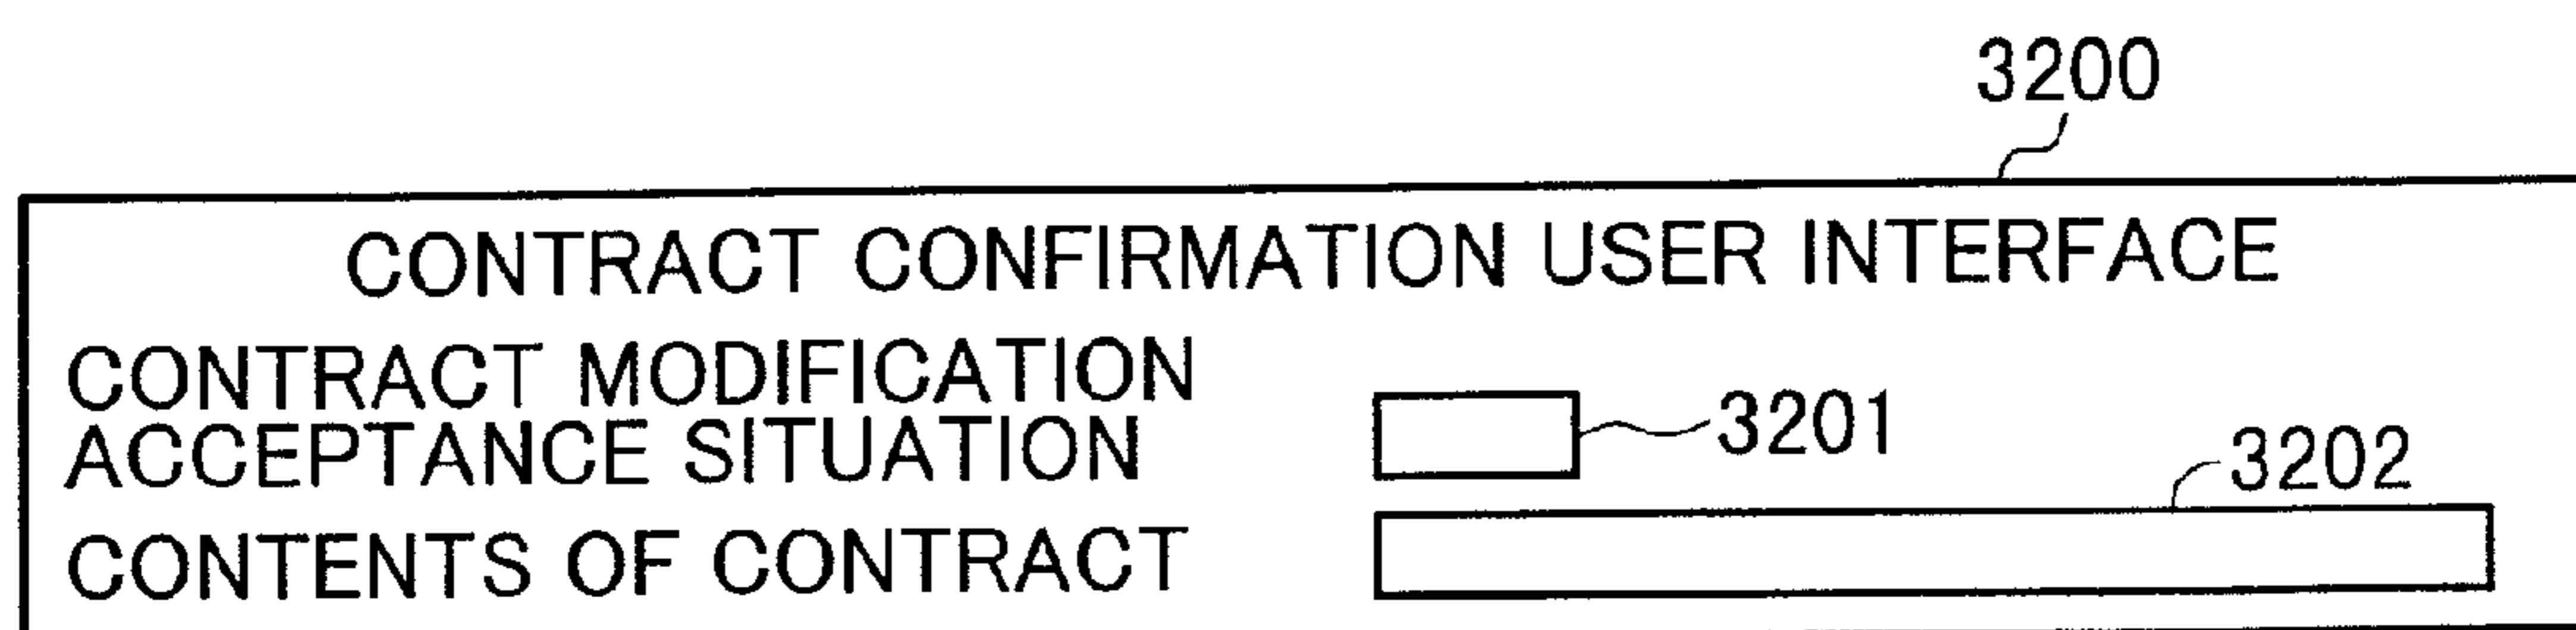 3200
CONTRACT CONFIRMATION USER INTERFACE
CONTRACT MODIFICATION
ACCEPTANCE SITUATION
3201
3202
CONTENTS OF CONTRACT